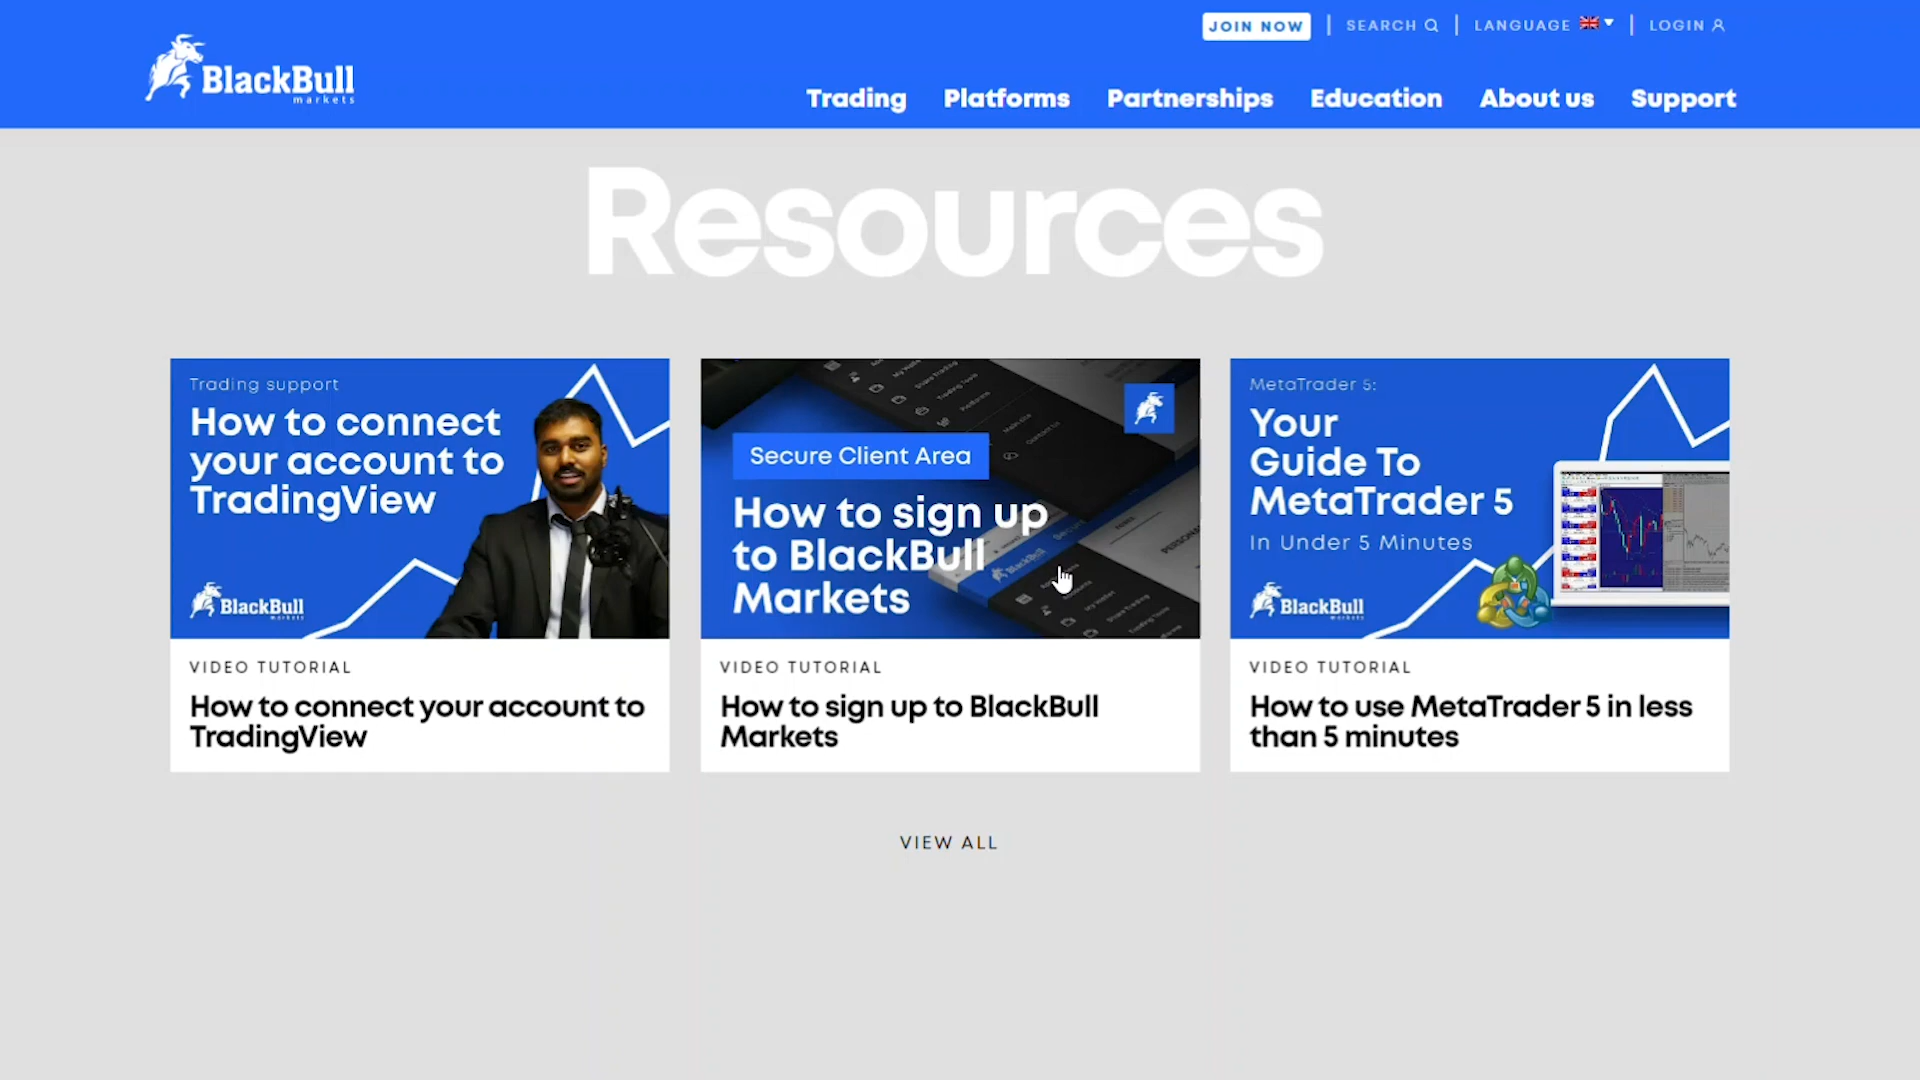 JOIN NOW
SEARCH
LANGUAGE
LOGIN
BlackBull
markets
Trading
Platforms
Partnerships
Education
About us
Support
Resources
Trading support
How to connect
your account to
TradingView
BlackBull
markets
VIDEO TUTORIAL
How to connect your account to
TradingView
Secure Client Area
How to sign up
to BlackBull
Markets
VIDEO TUTORIAL
How to sign up to BlackBull
Markets
MetaTrader 5:
Your
Guide To
MetaTrader 5
In Under 5 Minutes
BlackBull
markets
VIDEO TUTORIAL
How to use MetaTrader 5 in less
than 5 minutes
VIEW ALL